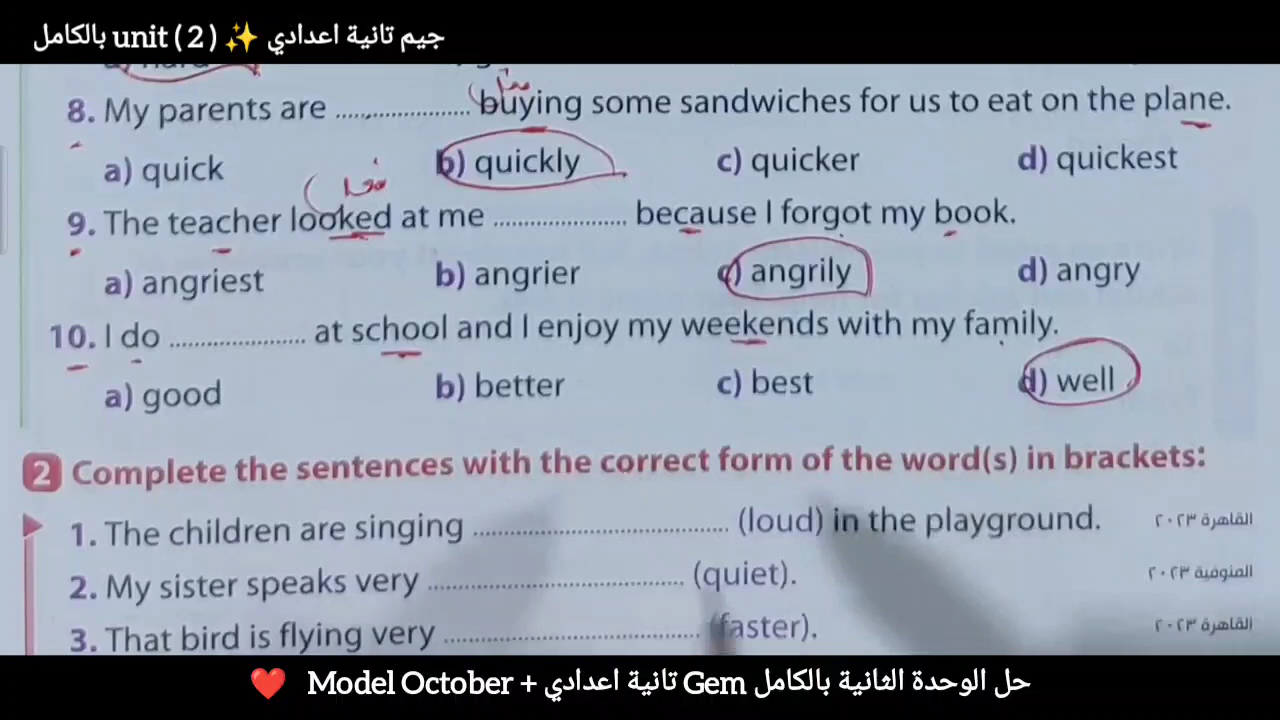 جيم تانية اعدادي ✨ unit ( 2 ) بالكامل
8. My parents are ...................... buying some sandwiches for us to eat on the plane.
a) quick b) quickly c) quicker d) quickest
9. The teacher looked at me ...................... because I forgot my book.
a) angriest b) angrier c) angrily d) angry
10. I do ...................... at school and I enjoy my weekends with my family.
a) good b) better c) best d) well
2 Complete the sentences with the correct form of the word(s) in brackets:
1. The children are singing .......................................... (loud) in the playground. القاهرة ٢٠٢٣
2. My sister speaks very .......................................... (quiet). المنوفية ٢٠٢٣
3. That bird is flying very .......................................... (faster). القاهرة ٢٠٢٣
حل الوحدة الثانية بالكامل Gem تانية اعدادي + Model October ❤️